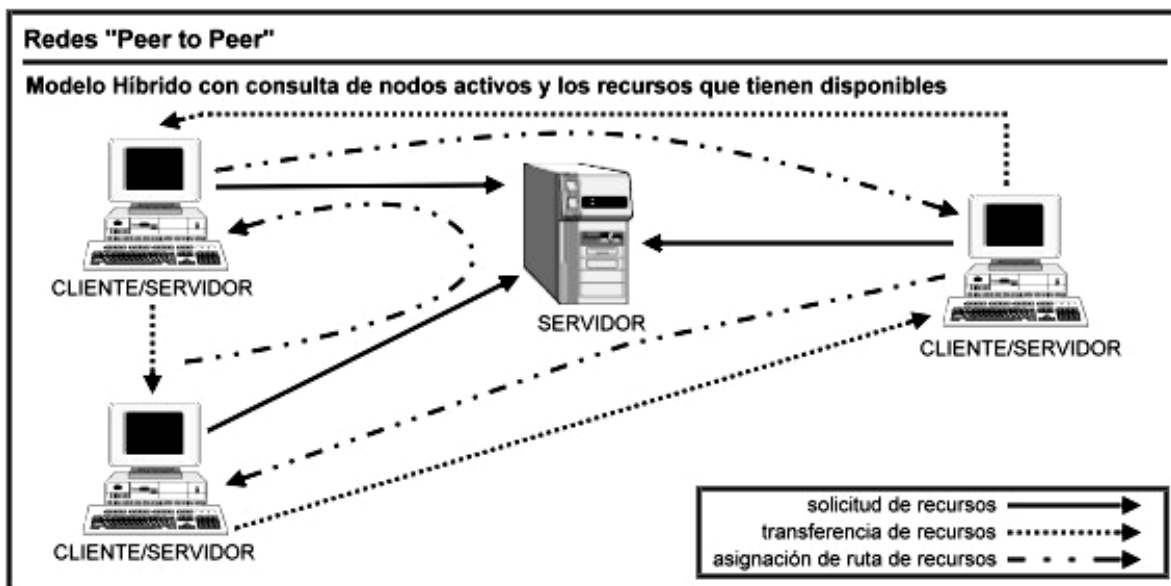 Redes "Peer to Peer"
Modelo Híbrido con consulta de nodos activos y los recursos que tienen disponibles
CLIENTE/SERVIDOR
SERVIDOR
CLIENTE/SERVIDOR
CLIENTE/SERVIDOR
solicitud de recursos
transferencia de recursos
asignación de ruta de recursos